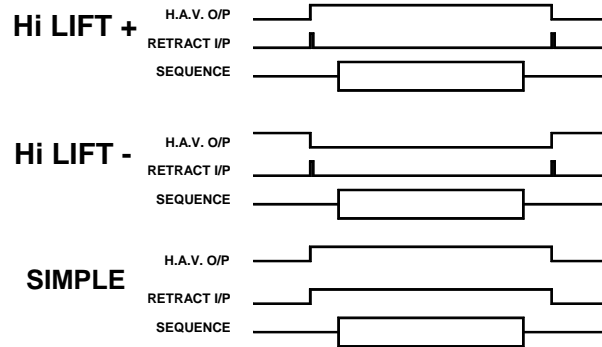 H.A.V. O/P
Hi LIFT +
RETRACT I/P
SEQUENCE
H.A.V. O/P
Hi LIFT -
RETRACT I/P
SEQUENCE
H.A.V. O/P
SIMPLE
RETRACT I/P
SEQUENCE